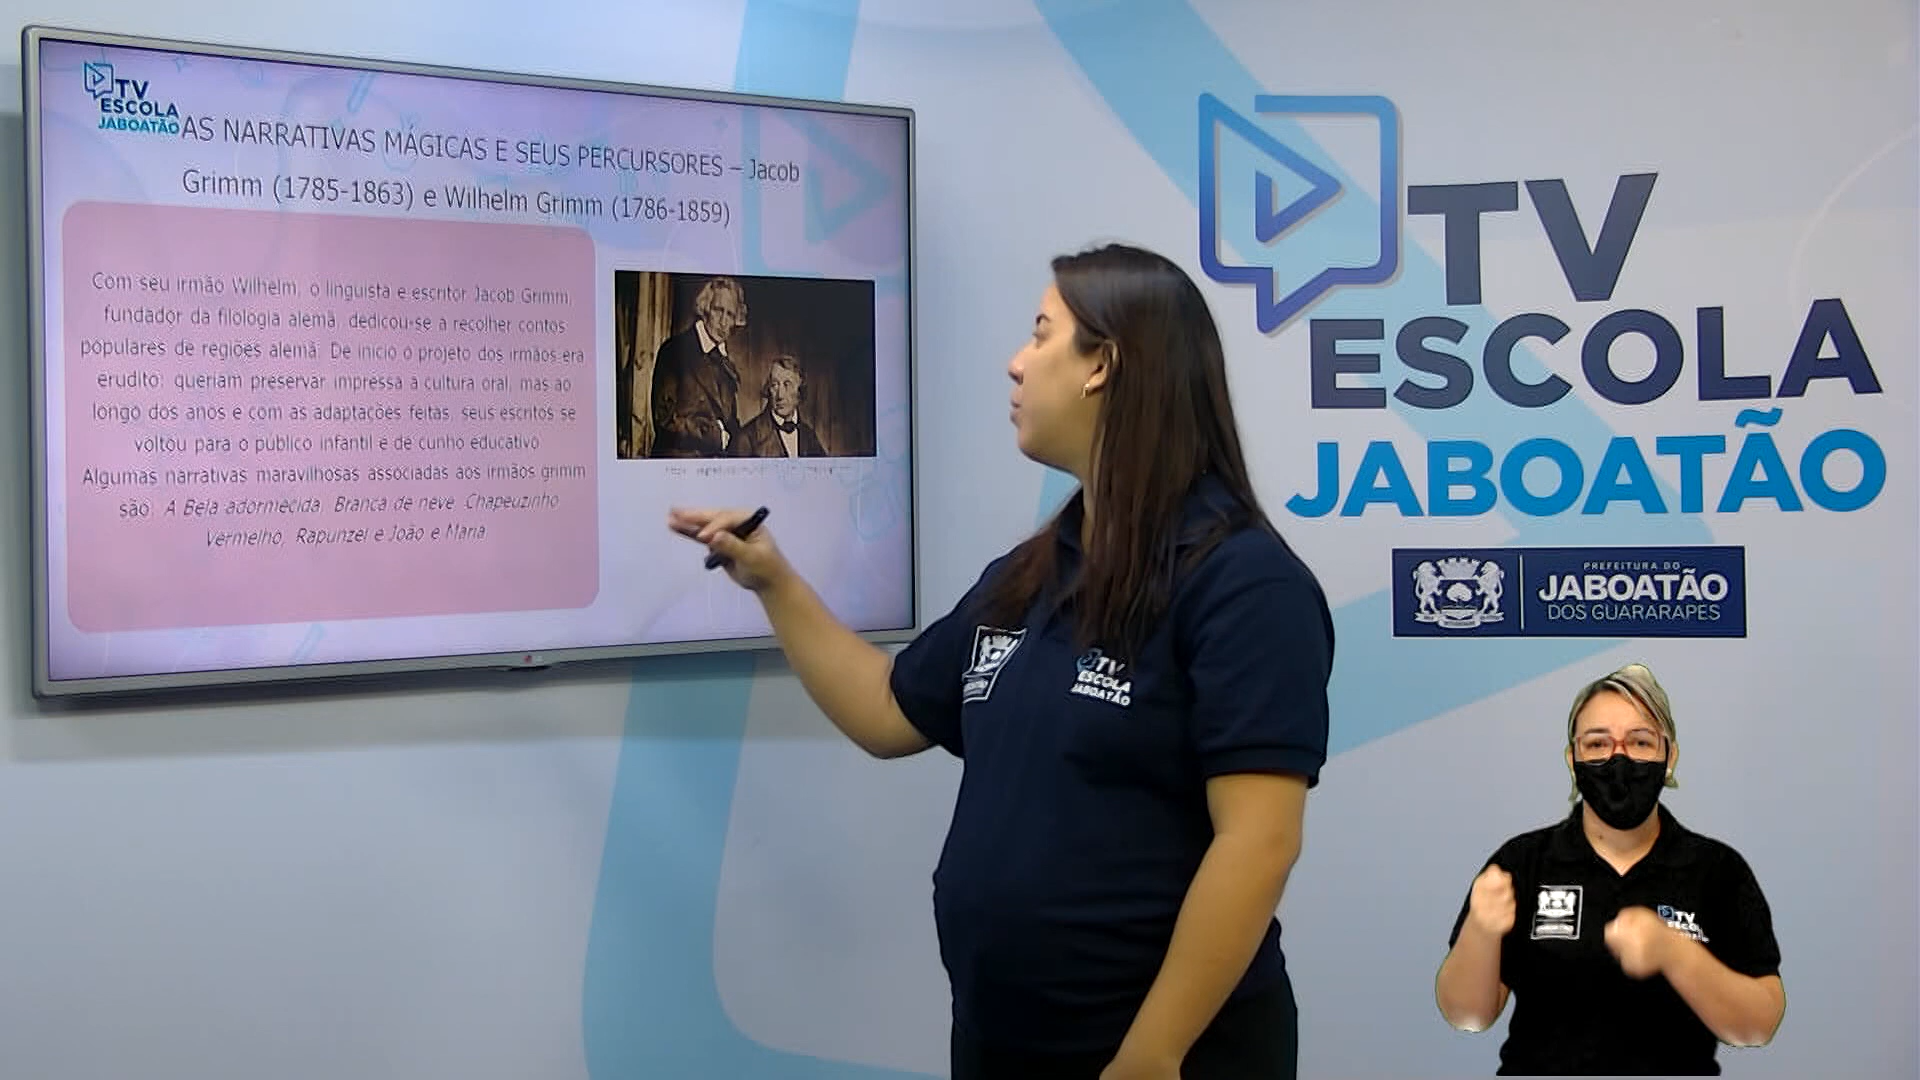 TV
ESCOLA
JABOATÃO
AS NARRATIVAS MÁGICAS E SEUS PERCURSORES – Jacob
Grimm (1785-1863) e Wilhelm Grimm (1786-1859)
Com seu irmão Wilhelm, o linguista e escritor Jacob Grimm,
fundador da filologia alemã, dedicou-se a recolher contos
populares de regiões alemã. De início o projeto dos irmãos era
erudito: queriam preservar impressa a cultura oral, mas ao
longo dos anos e com as adaptações feitas, seus escritos se
voltou para o público infantil e de cunho educativo
Algumas narrativas maravilhosas associadas aos irmãos grimm
são: A Bela adormecida, Branca de neve, Chapeuzinho
Vermelho, Rapunzel e João e Maria
LG
TV
ESCOLA
JABOATÃO
PREFEITURA DO
JABOATÃO
DOS GUARARAPES
TV
ESCOLA
JABOATÃO
TV